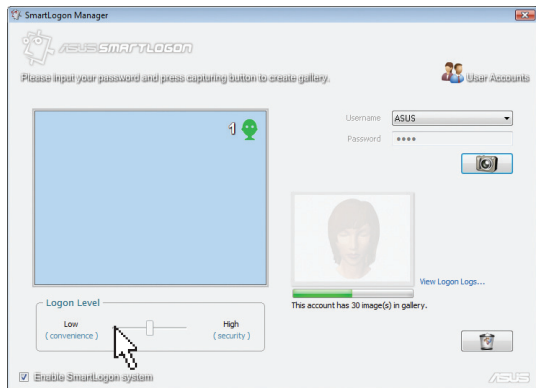 SmartLogon Manager
ASUS SMARTLOGON
Please input your password and press capturing button to create gallery.
User Accounts
1
Username ASUS
Password ••••
View Logon Logs...
This account has 30 image(s) in gallery.
Logon Level
Low High
( convenience ) ( security )
Enable SmartLogon system
ASUS